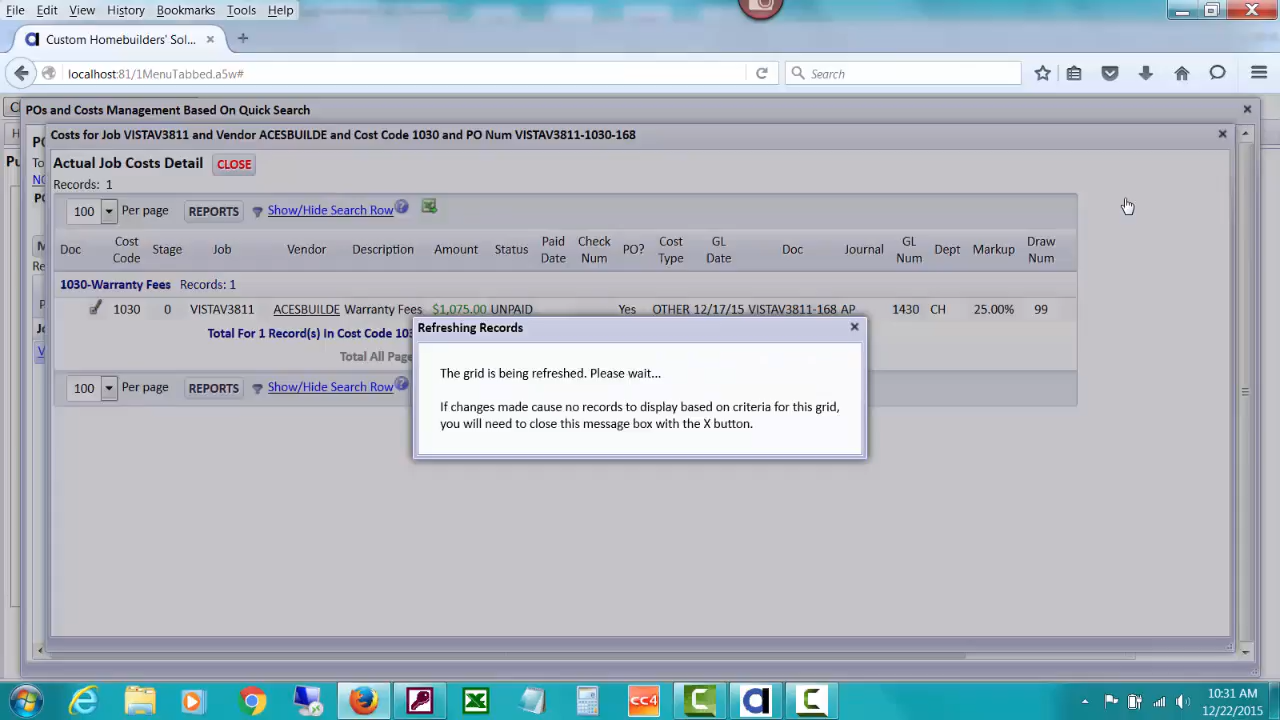 File Edit View History Bookmarks Tools Help
Custom Homebuilders' Sol...
localhost:81/1MenuTabbed.a5w#
Search
POs and Costs Management Based On Quick Search
Costs for Job VISTAV3811 and Vendor ACESBUILDE and Cost Code 1030 and PO Num VISTAV3811-1030-168
Actual Job Costs Detail CLOSE
Records: 1
100 Per page REPORTS Show/Hide Search Row
Doc Cost Code Stage Job Vendor Description Amount Status Paid Date Check Num PO? Cost Type GL Date Doc Journal GL Num Dept Markup Draw Num
1030-Warranty Fees Records: 1
1030 0 VISTAV3811 ACESBUILDE Warranty Fees $1,075.00 UNPAID Yes OTHER 12/17/15 VISTAV3811-168 AP 1430 CH 25.00% 99
Total For 1 Record(s) In Cost Code 103
Total All Page
100 Per page REPORTS Show/Hide Search Row
Refreshing Records
The grid is being refreshed. Please wait...
If changes made cause no records to display based on criteria for this grid,
you will need to close this message box with the X button.
CC4
10:31 AM
12/22/2015